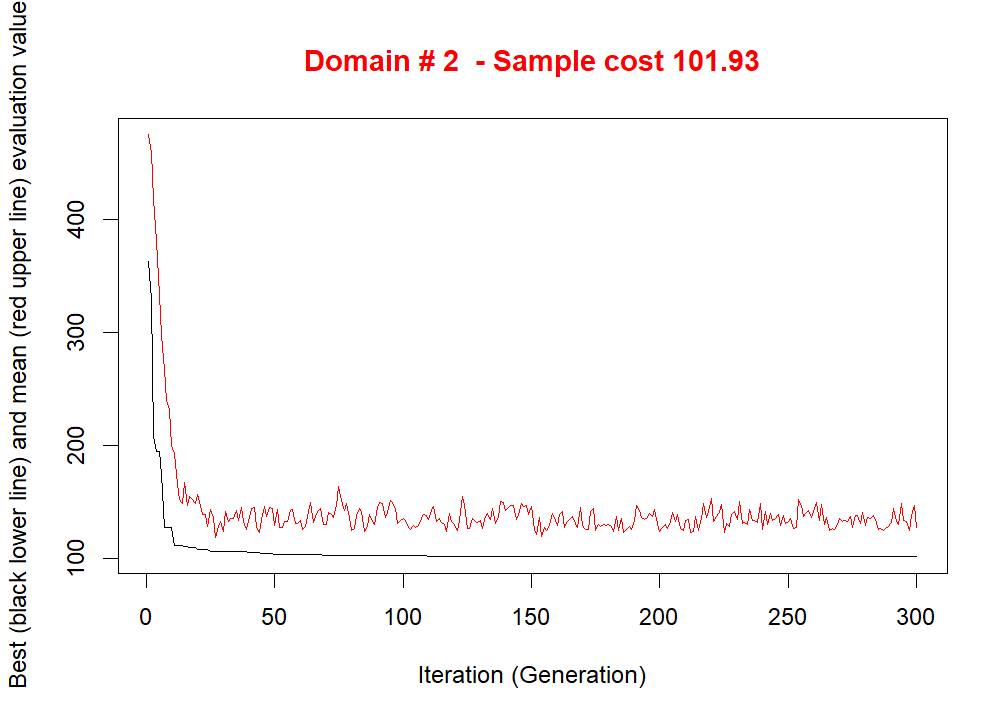 Domain # 2  - Sample cost 101.93
Best (black lower line) and mean (red upper line) evaluation value
400
300
200
100
0 50 100 150 200 250 300
Iteration (Generation)